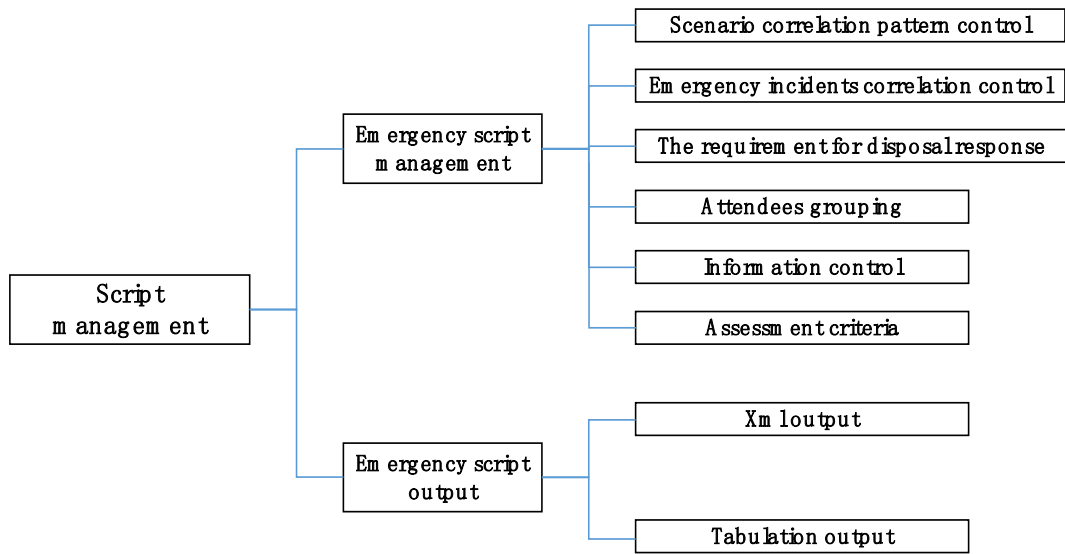 Scenario correlation pattern control
Emergency incidents correlation control
Emergency script
management
The requirement for disposal response
Attendees grouping
Information control
Script
management
Assessment criteria
Xml output
Emergency script
output
Tabulation output